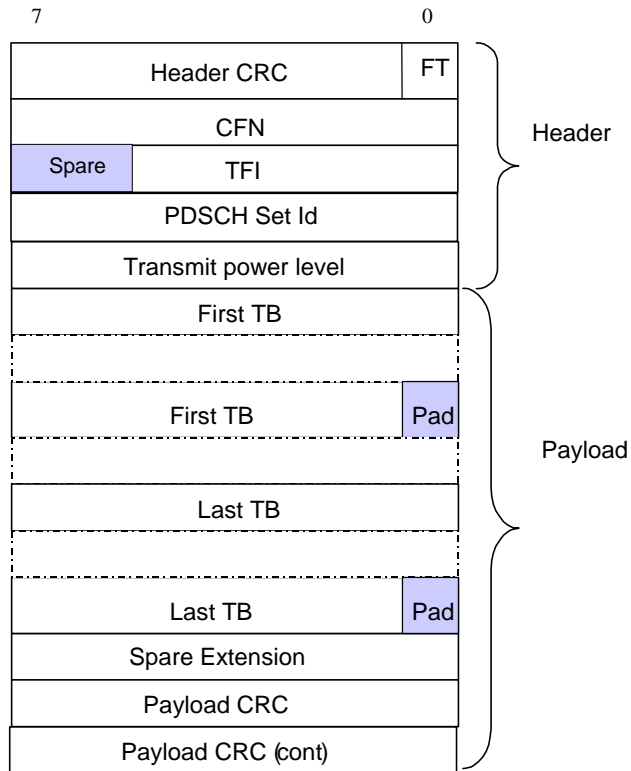 7 0
Header CRC FT
CFN
Header
Spare TFI
PDSCH Set Id
Transmit power level
First TB
First TB Pad
Payload
Last TB
Last TB Pad
Spare Extension
Payload CRC
Payload CRC (cont)